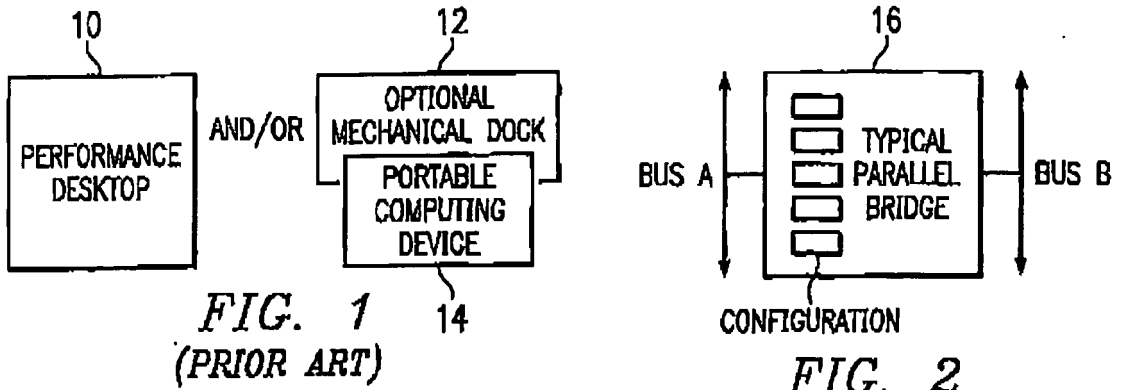 10
PERFORMANCE
DESKTOP
AND/OR
12
OPTIONAL
MECHANICAL DOCK
PORTABLE
COMPUTING
DEVICE
14
FIG. 1
(PRIOR ART)
16
BUS A
TYPICAL
PARALLEL
BRIDGE
BUS B
CONFIGURATION
FIG. 2